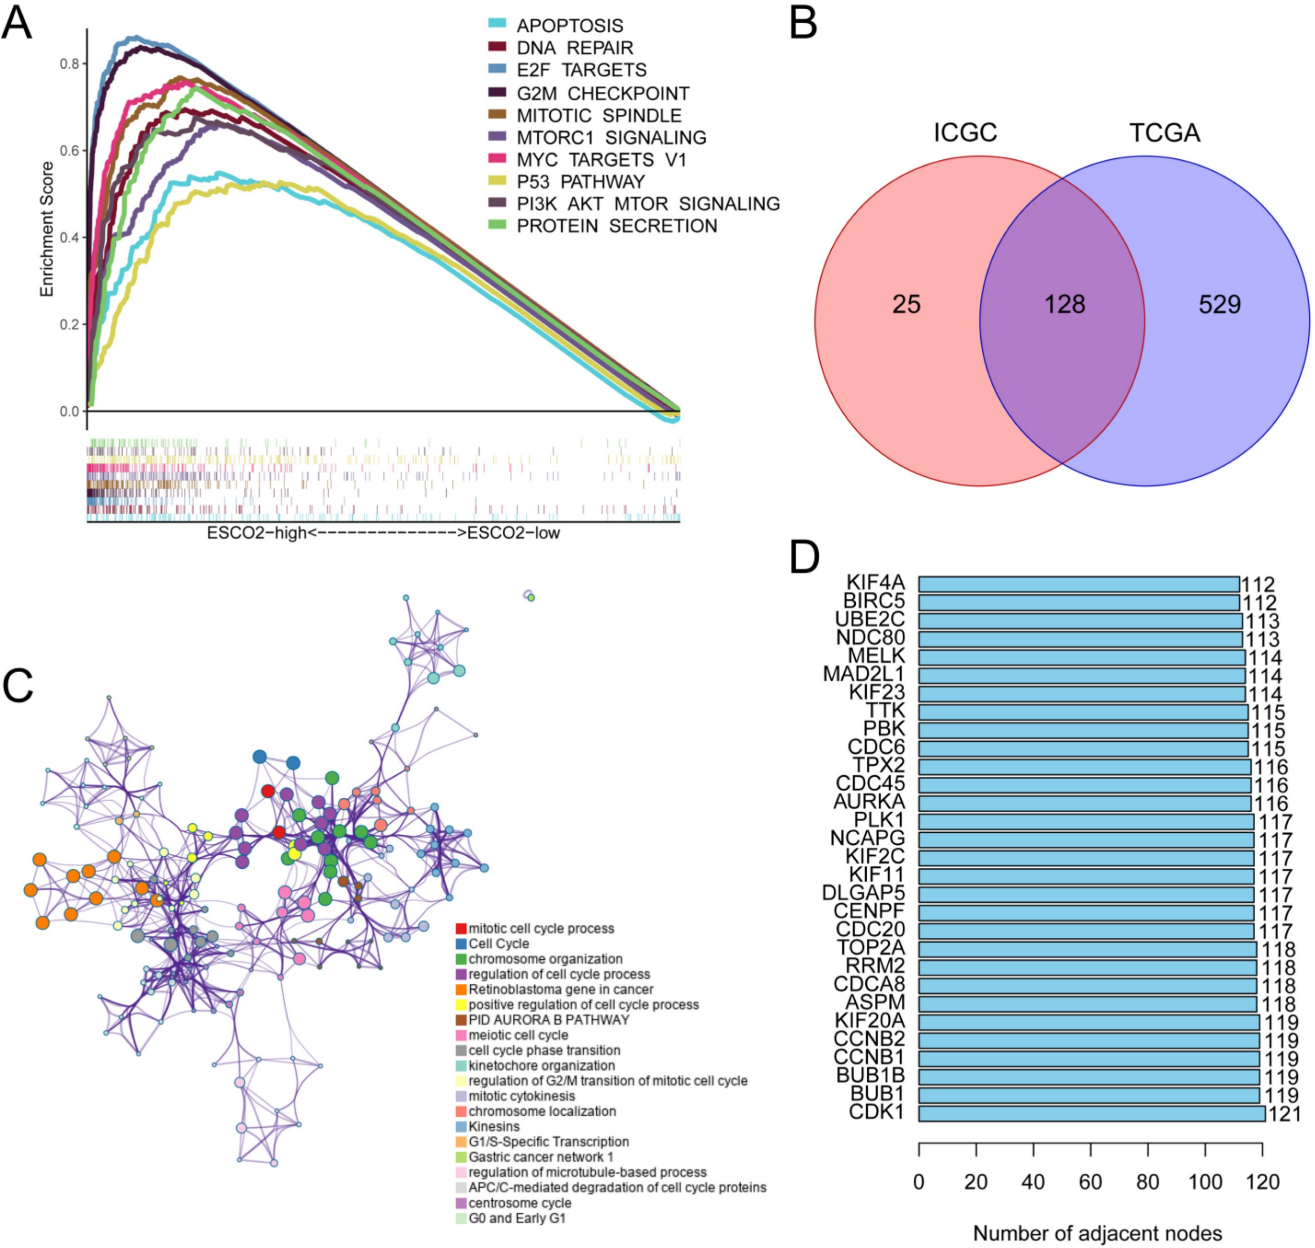 A
APOPTOSIS
DNA REPAIR
E2F TARGETS
G2M CHECKPOINT
MITOTIC SPINDLE
MTORC1 SIGNALING
MYC TARGETS V1
P53 PATHWAY
PI3K AKT MTOR SIGNALING
PROTEIN SECRETION
Enrichment Score
0.8
0.6
0.4
0.2
0.0
ESCO2−high<−−−−−−−−−−−−−−−>ESCO2−low
B
ICGC TCGA
25 128 529
C
mitotic cell cycle process
Cell Cycle
chromosome organization
regulation of cell cycle process
Retinoblastoma gene in cancer
positive regulation of cell cycle process
PID AURORA B PATHWAY
meiotic cell cycle
cell cycle phase transition
kinetochore organization
regulation of G2/M transition of mitotic cell cycle
mitotic cytokinesis
chromosome localization
Kinesins
G1/S-Specific Transcription
Gastric cancer network 1
regulation of microtubule-based process
APC/C-mediated degradation of cell cycle proteins
centrosome cycle
G0 and Early G1
D
KIF4A 112
BIRC5 112
UBE2C 113
NDC80 113
MELK 114
MAD2L1 114
KIF23 114
TTK 115
PBK 115
CDC6 115
TPX2 116
CDC45 116
AURKA 116
PLK1 117
NCAPG 117
KIF2C 117
KIF11 117
DLGAP5 117
CENPF 117
CDC20 117
TOP2A 118
RRM2 118
CDCA8 118
ASPM 118
KIF20A 119
CCNB2 119
CCNB1 119
BUB1B 119
BUB1 119
CDK1 121
0 20 40 60 80 100 120
Number of adjacent nodes